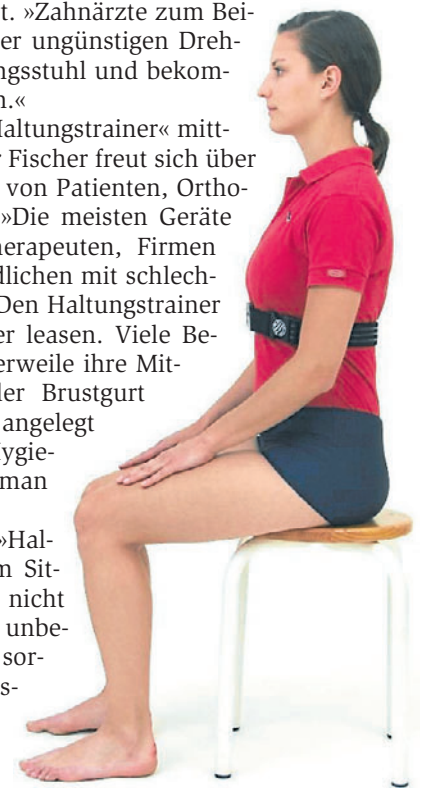 t. »Zahnärzte zum Bei-
er ungünstigen Dreh-
ngsstuhl und bekom-
n.«
Haltungstrainer« mitt-
r Fischer freut sich über
von Patienten, Ortho-
»Die meisten Geräte
herapeuten, Firmen
dlichen mit schlech-
Den Haltungstrainer
er leasen. Viele Be-
erweile ihre Mit-
der Brustgurt
angelegt
Hygie-
man
»Hal-
m Sit-
nicht
unbe-
sor-
s-